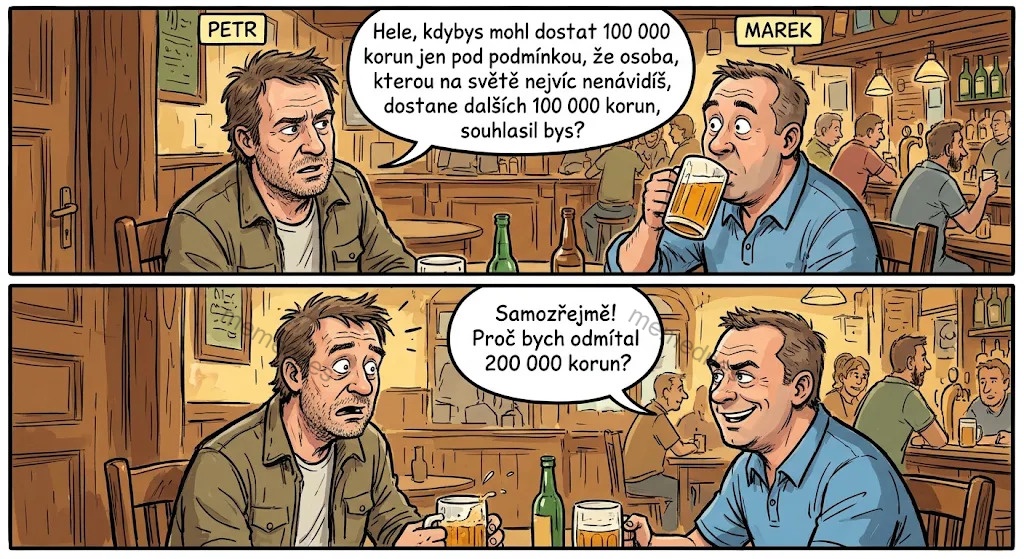 PETR
MAREK
Hele, kdybys mohl dostat 100 000
korun jen pod podmínkou, že osoba,
kterou na světě nejvíc nenávidíš,
dostane dalších 100 000 korun,
souhlasil bys?
Samozřejmě!
Proč bych odmítal
200 000 korun?